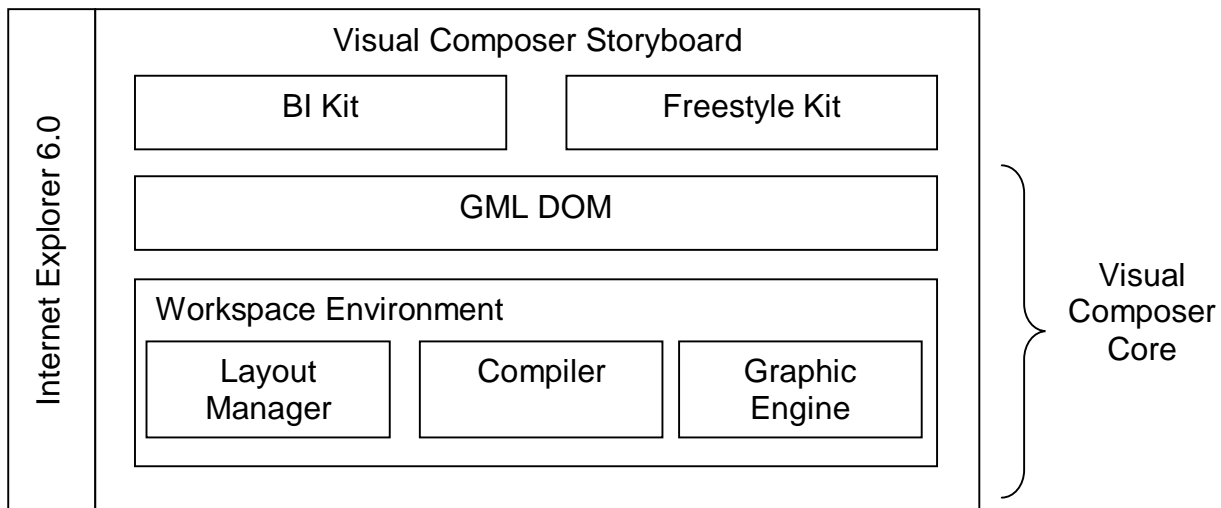 Internet Explorer 6.0
Visual Composer Storyboard
BI Kit
Freestyle Kit
GML DOM
Workspace Environment
Layout
Manager
Compiler
Graphic
Engine
Visual
Composer
Core